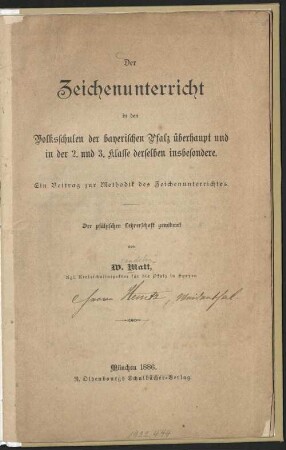 Der
Zeichenunterricht
in den
Volksschulen der bayerischen Pfalz überhaupt und
in der 2. und 3. Klasse derselben insbesondere.
Ein Beitrag zur Methodik des Zeichenunterrichtes.
Der pfälzischen Lehrerschaft gewidmet
von
W. Matt,
Kgl. Kreisschulinspektor für die Pfalz in Speyer.
Herrn
München 1886.
R. Oldenbourgs Schulbücher-Verlag.